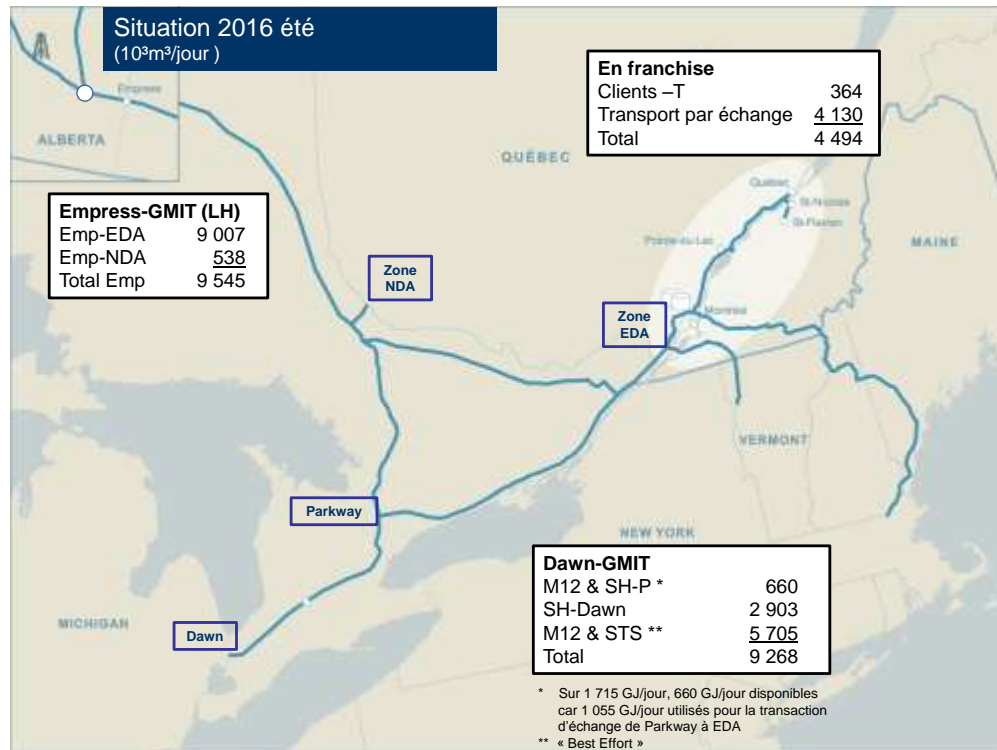 Situation 2016 été
(10³m³/jour )
En franchise
Clients –T 364
Transport par échange 4 130
Total 4 494
Empress
ALBERTA
QUÉBEC
Empress-GMIT (LH)
Emp-EDA 9 007
Emp-NDA 538
Total Emp 9 545
Québec
St-Nicolas
St-Flavien
Pointe-du-Lac
MAINE
Zone
NDA
Zone
EDA
Montréal
VERMONT
Parkway
NEW YORK
Dawn-GMIT
M12 & SH-P * 660
SH-Dawn 2 903
M12 & STS ** 5 705
Total 9 268
MICHIGAN
Dawn
* Sur 1 715 GJ/jour, 660 GJ/jour disponibles
car 1 055 GJ/jour utilisés pour la transaction
d'échange de Parkway à EDA
** « Best Effort »